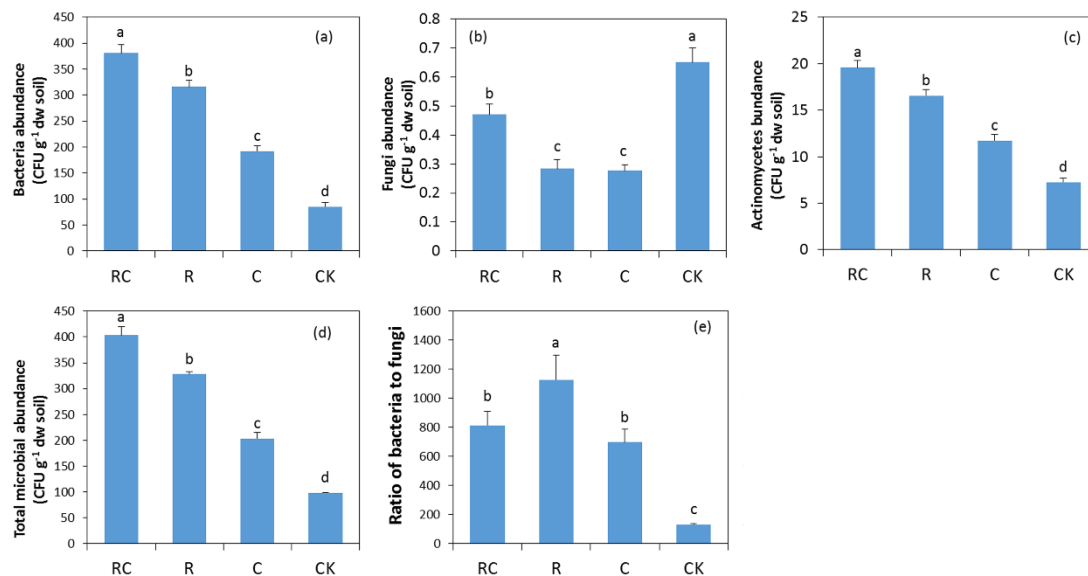 Bacteria abundance
(CFU g⁻¹ dw soil)
450
400
350
300
250
200
150
100
50
0
(a)
a
b
c
d
RC R C CK
Fungi abundance
(CFU g⁻¹ dw soil)
0.8
0.7
0.6
0.5
0.4
0.3
0.2
0.1
0
(b)
b
c
c
a
RC R C CK
Actinomycetes bundance
(CFU g⁻¹ dw soil)
25
20
15
10
5
0
(c)
a
b
c
d
RC R C CK
Total microbial abundance
(CFU g⁻¹ dw soil)
450
400
350
300
250
200
150
100
50
0
(d)
a
b
c
d
RC R C CK
Ratio of bacteria to fungi
1600
1400
1200
1000
800
600
400
200
0
(e)
b
a
b
c
RC R C CK